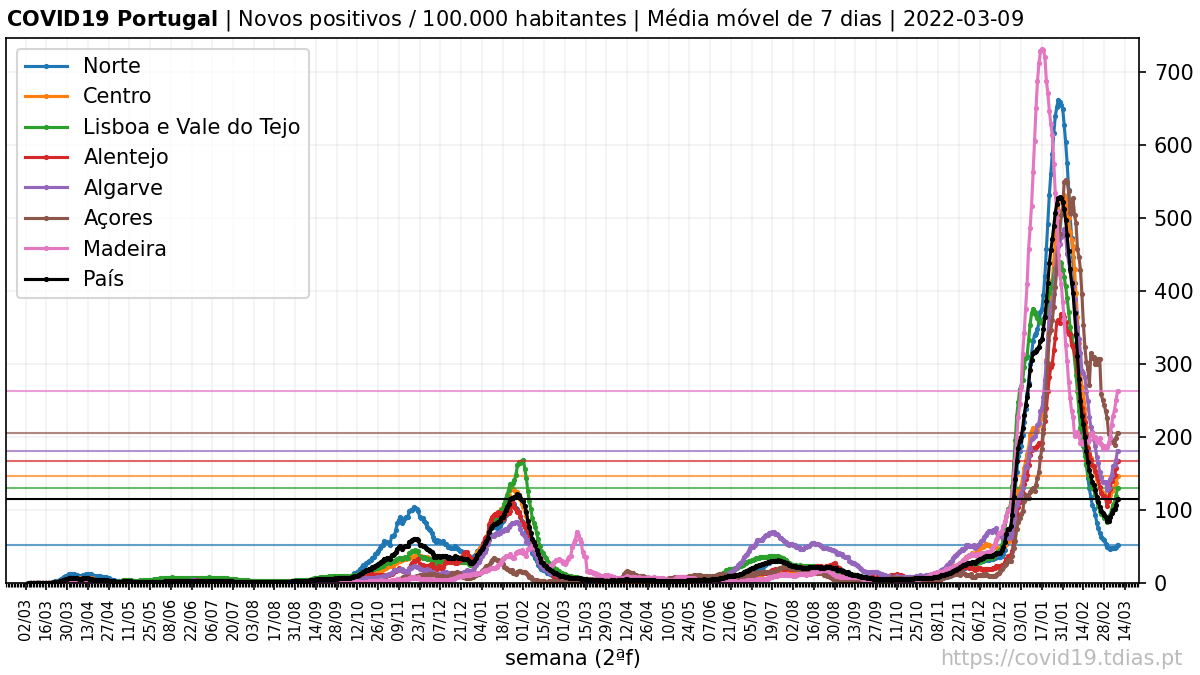 COVID19 Portugal | Novos positivos / 100.000 habitantes | Média móvel de 7 dias | 2022-03-09
Norte
Centro
Lisboa e Vale do Tejo
Alentejo
Algarve
Açores
Madeira
País
700
600
500
400
300
200
100
0
02/03 16/03 30/03 13/04 27/04 11/05 25/05 08/06 22/06 06/07 20/07 03/08 17/08 31/08 14/09 28/09 12/10 26/10 09/11 23/11 07/12 21/12 04/01 18/01 01/02 15/02 01/03 15/03 29/03 12/04 26/04 10/05 24/05 07/06 21/06 05/07 19/07 02/08 16/08 30/08 13/09 27/09 11/10 25/10 08/11 22/11 06/12 20/12 03/01 17/01 31/01 14/02 28/02 14/03
semana (2ªf)
https://covid19.tdias.pt